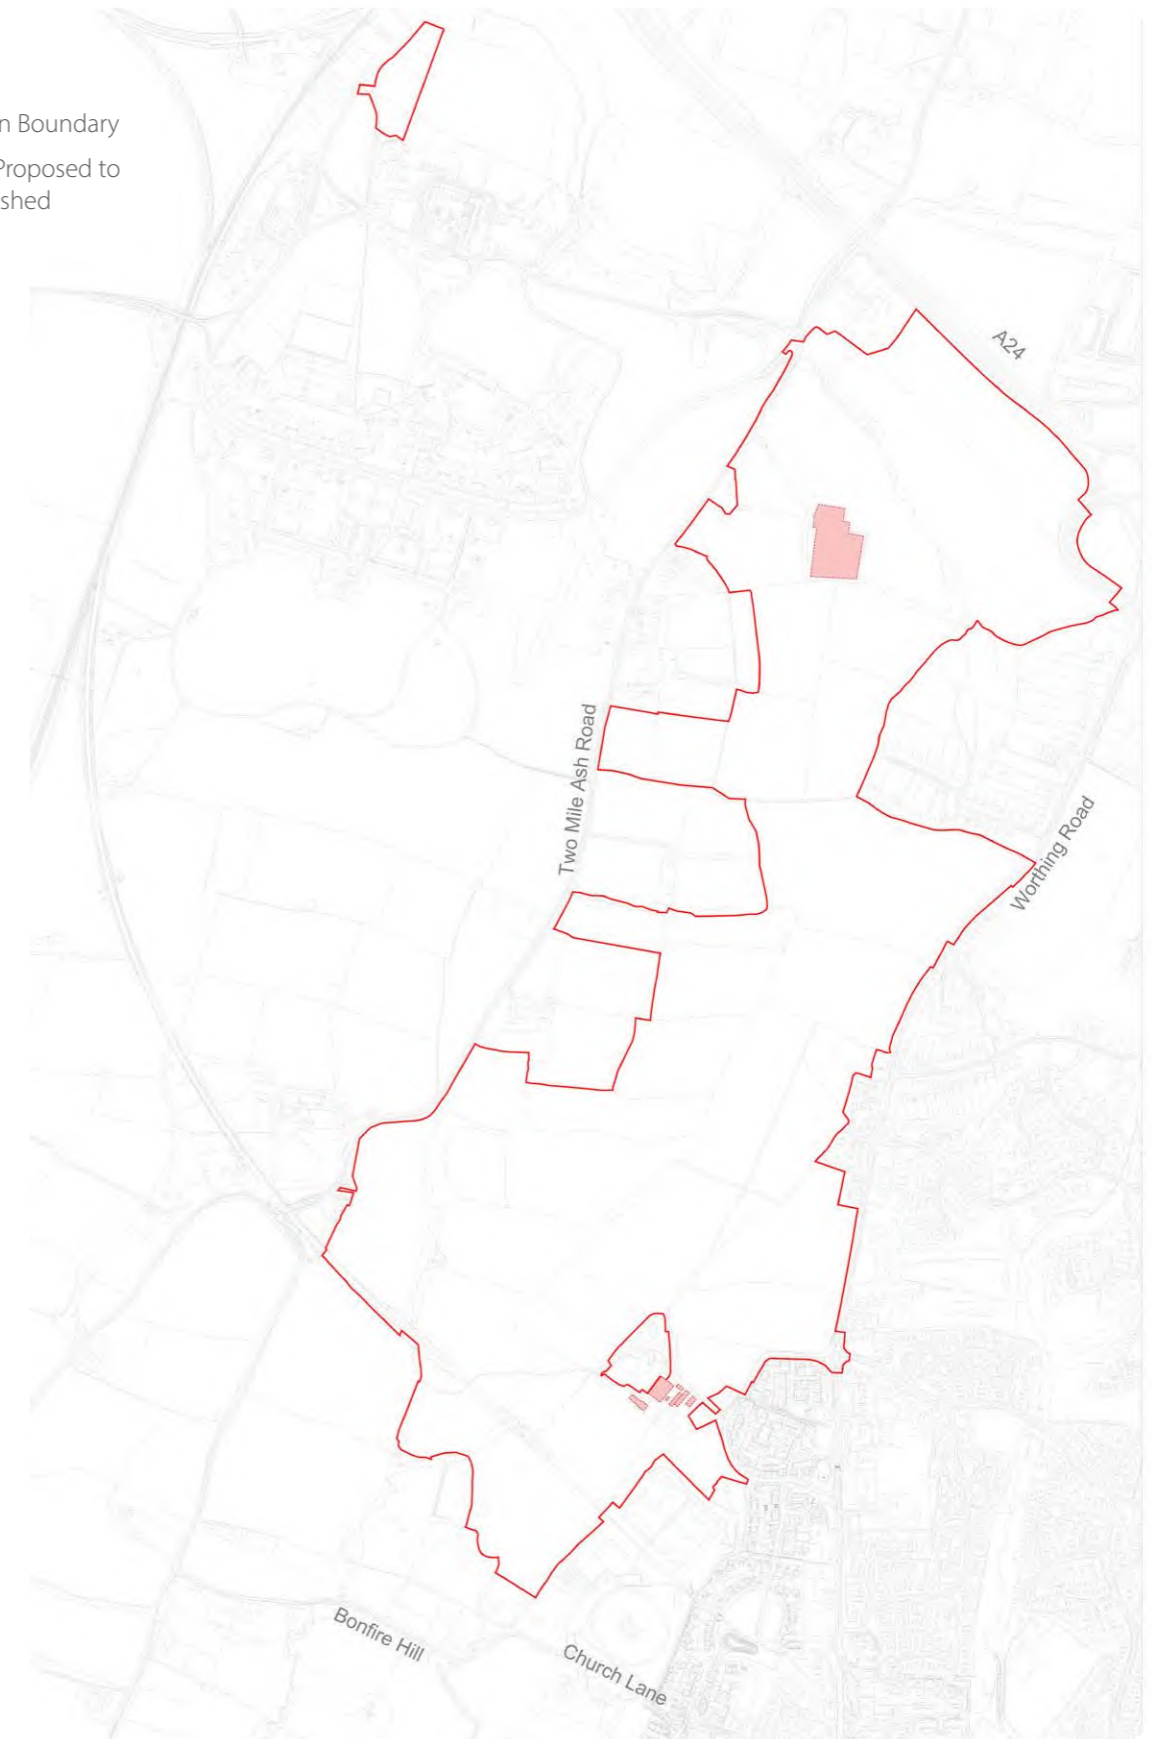 n Boundary
Proposed to
shed
A24
Two Mile Ash Road
Worthing Road
Bonfire Hill
Church Lane